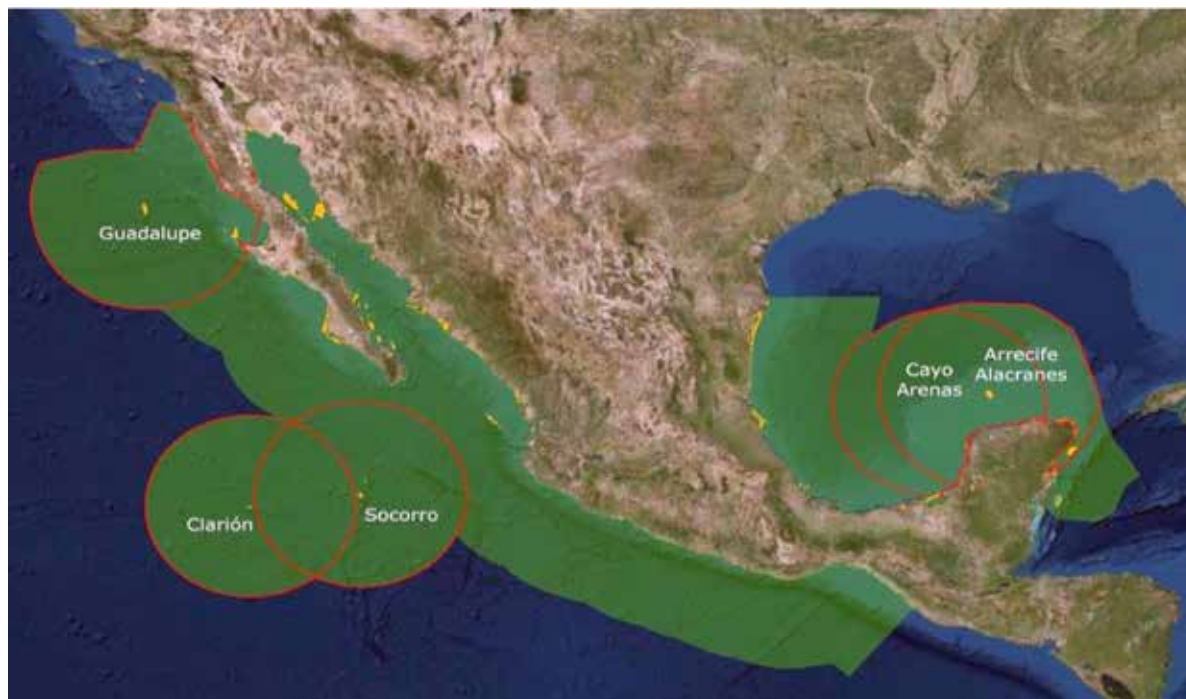 Guadalupe
Clarión
Socorro
Cayo
Arenas
Arrecife
Alacranes